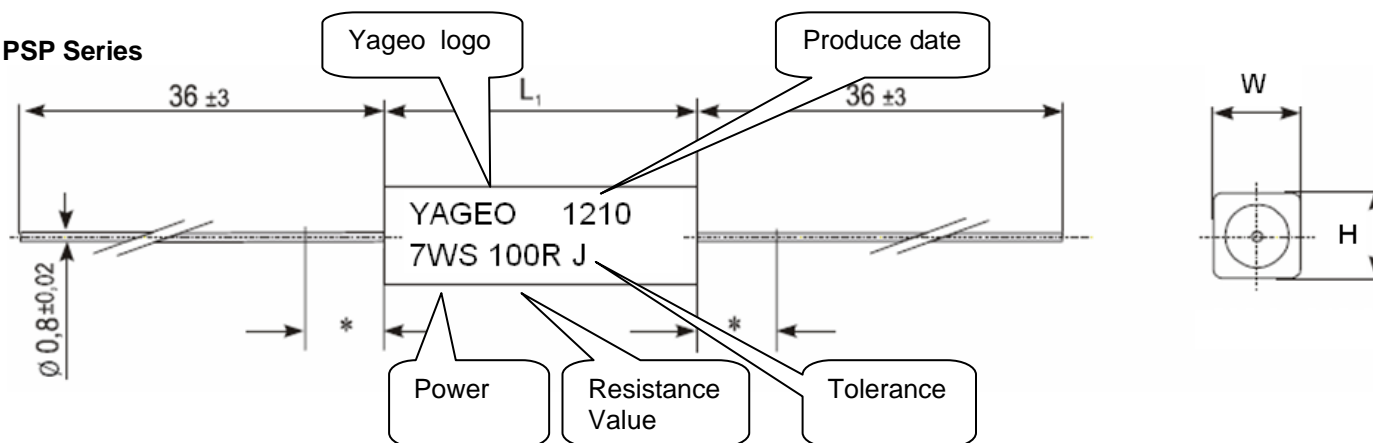 PSP Series
Yageo logo
Produce date
36 ±3
L₁
36 ±3
W
YAGEO 1210
7WS 100R J
H
Ø 0,8±0,02
*
*
Power
Resistance
Value
Tolerance